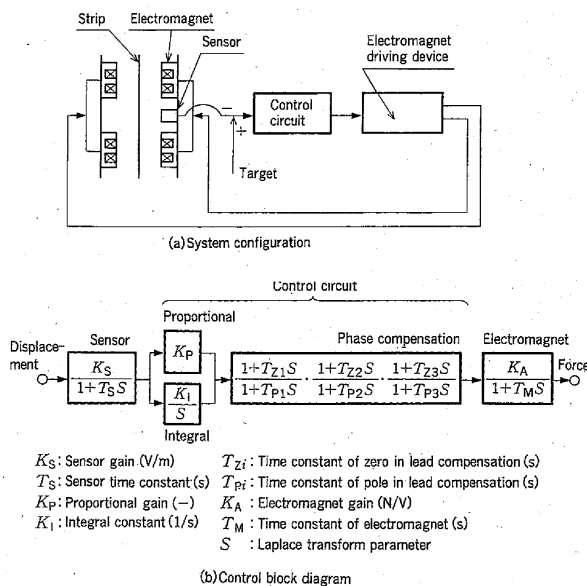 Strip
Electromagnet
Sensor
Electromagnet
driving device
Control
circuit
−
+
Target
(a) System configuration
Control circuit
Proportional
Displace-
ment
Sensor
Phase compensation
Electromagnet
Force
K_S
1+T_S S
K_P
K_I
S
1+T_Z1 S
1+T_P1 S
·
1+T_Z2 S
1+T_P2 S
·
1+T_Z3 S
1+T_P3 S
K_A
1+T_M S
Integral
K_S : Sensor gain (V/m)
T_S : Sensor time constant (s)
K_P : Proportional gain (−)
K_I : Integral constant (1/s)
T_Zi : Time constant of zero in lead compensation (s)
T_Pi : Time constant of pole in lead compensation (s)
K_A : Electromagnet gain (N/V)
T_M : Time constant of electromagnet (s)
S : Laplace transform parameter
(b) Control block diagram